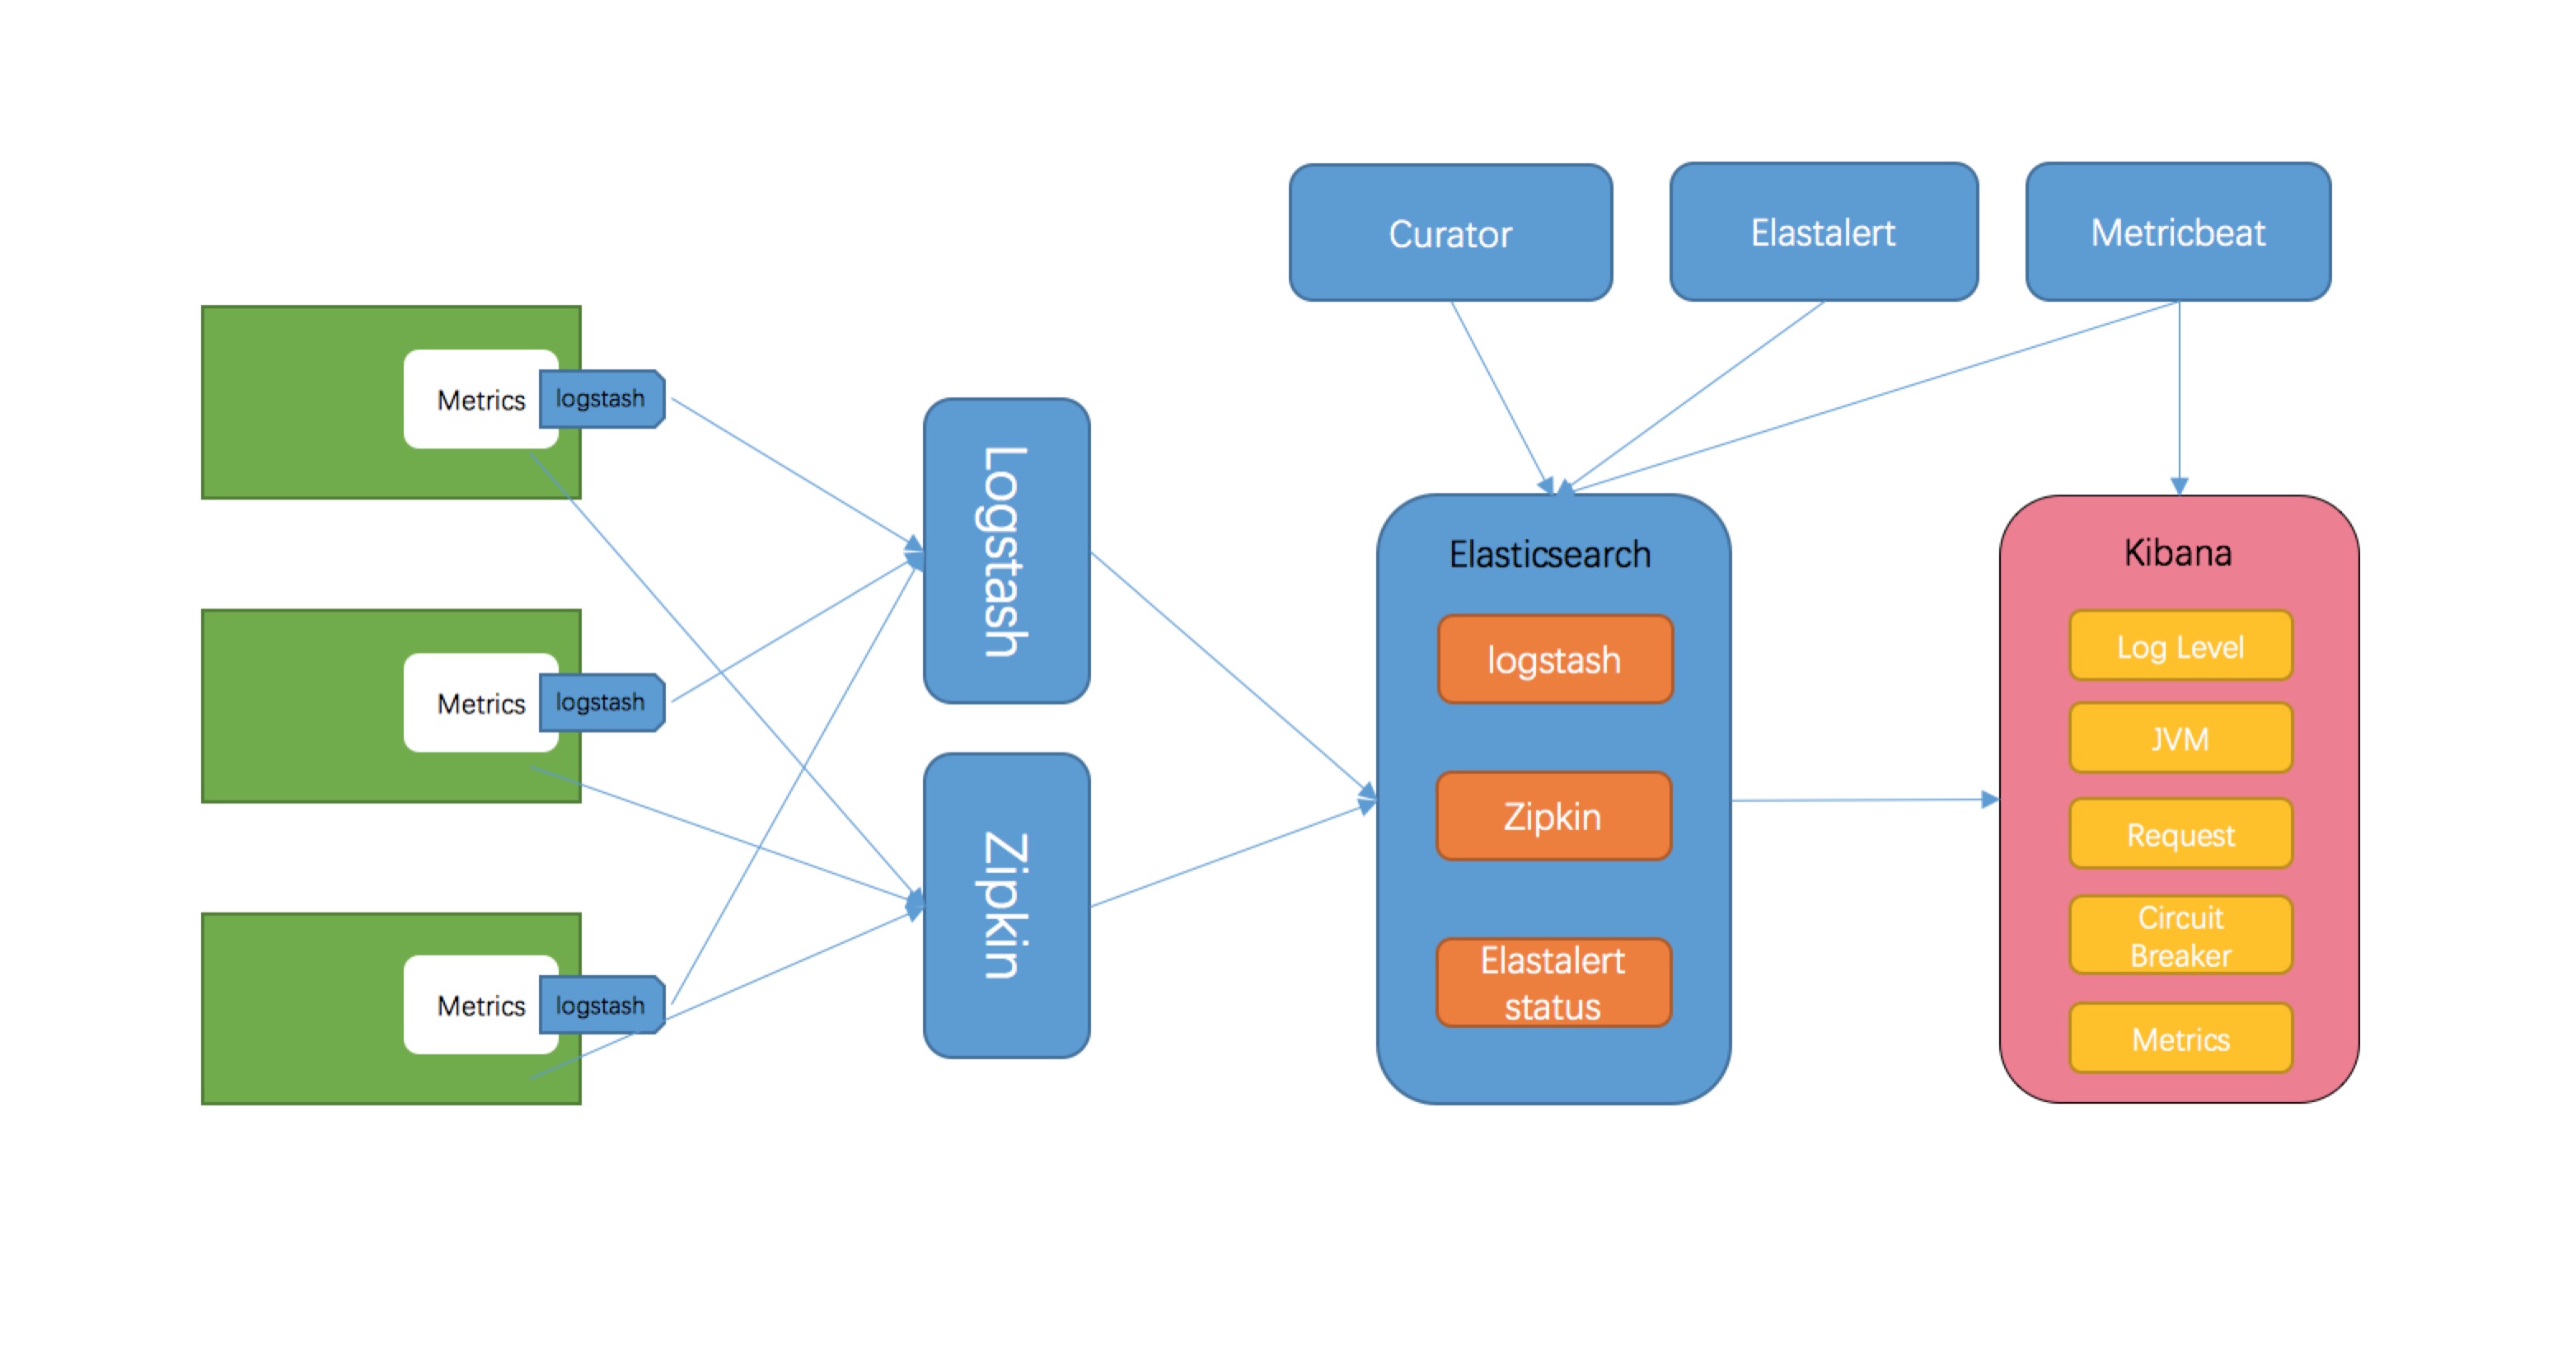 Curator
Elastalert
Metricbeat
Metrics
logstash
Metrics
logstash
Metrics
logstash
Logstash
Zipkin
Elasticsearch
logstash
Zipkin
Elastalert
status
Kibana
Log Level
JVM
Request
Circuit
Breaker
Metrics